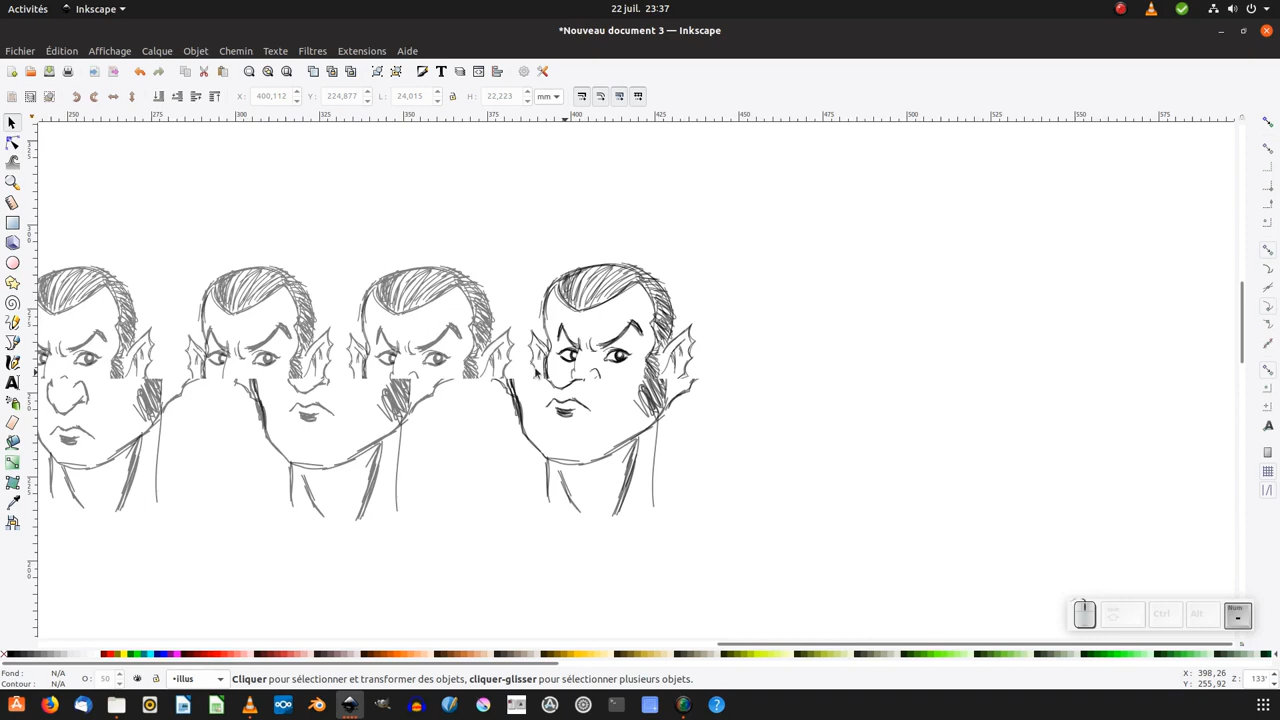 Activités
Inkscape
22 juil. 23:37
*Nouveau document 3 — Inkscape
Fichier Édition Affichage Calque Objet Chemin Texte Filtres Extensions Aide
X : 400,112 Y : 224,877 L : 24,015 H : 22,223 mm
250 275 300 325 350 375 400 425 450 475 500 525 550 575
Ctrl Alt Num
-
Fond : N/A
Contour : N/A
O : 50
•illus
Cliquer pour sélectionner et transformer des objets, cliquer-glisser pour sélectionner plusieurs objets.
X : 398,26
Y : 255,92
Z : 133